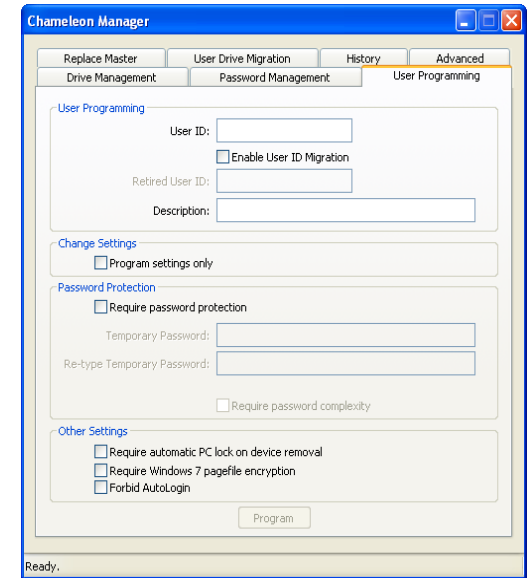 Chameleon Manager
Replace Master User Drive Migration History Advanced
Drive Management Password Management User Programming
User Programming
User ID:
Enable User ID Migration
Retired User ID:
Description:
Change Settings
Program settings only
Password Protection
Require password protection
Temporary Password:
Re-type Temporary Password:
Require password complexity
Other Settings
Require automatic PC lock on device removal
Require Windows 7 pagefile encryption
Forbid AutoLogin
Program
Ready.